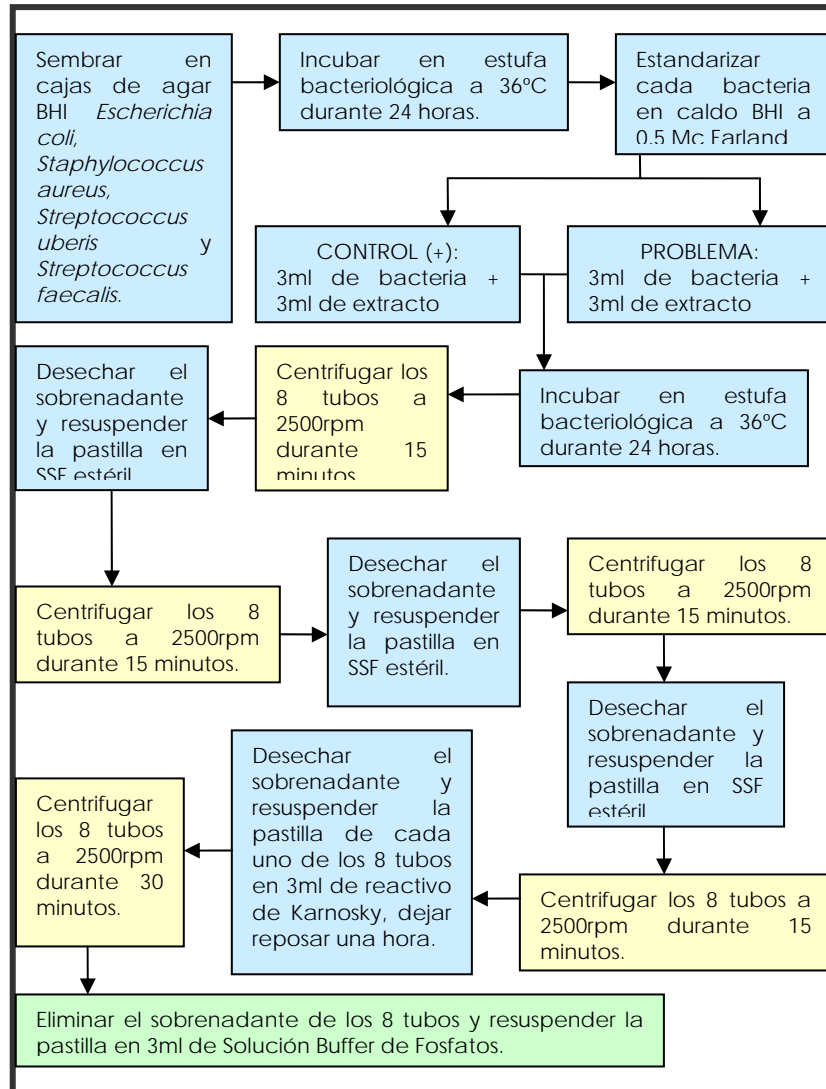 Sembrar en
cajas de agar
BHI Escherichia
coli,
Staphylococcus
aureus,
Streptococcus
uberis y
Streptococcus
faecalis.
Incubar en estufa
bacteriológica a 36ºC
durante 24 horas.
Estandarizar
cada bacteria
en caldo BHI a
0.5 Mc Farland
CONTROL (+):
3ml de bacteria +
3ml de extracto
PROBLEMA:
3ml de bacteria +
3ml de extracto
Incubar en estufa
bacteriológica a 36ºC
durante 24 horas.
Centrifugar los
8 tubos a
2500rpm
durante 15
minutos
Desechar el
sobrenadante
y resuspender
la pastilla en
SSF estéril
Centrifugar los 8
tubos a 2500rpm
durante 15 minutos.
Desechar el
sobrenadante
y resuspender
la pastilla en
SSF estéril.
Centrifugar los 8
tubos a 2500rpm
durante 15 minutos.
Desechar el
sobrenadante y
resuspender la
pastilla en SSF
estéril
Centrifugar los 8 tubos a
2500rpm durante 15
minutos.
Desechar el
sobrenadante y
resuspender la
pastilla de cada
uno de los 8 tubos
en 3ml de reactivo
de Karnosky, dejar
reposar una hora.
Centrifugar
los 8 tubos
a 2500rpm
durante 30
minutos.
Eliminar el sobrenadante de los 8 tubos y resuspender la
pastilla en 3ml de Solución Buffer de Fosfatos.